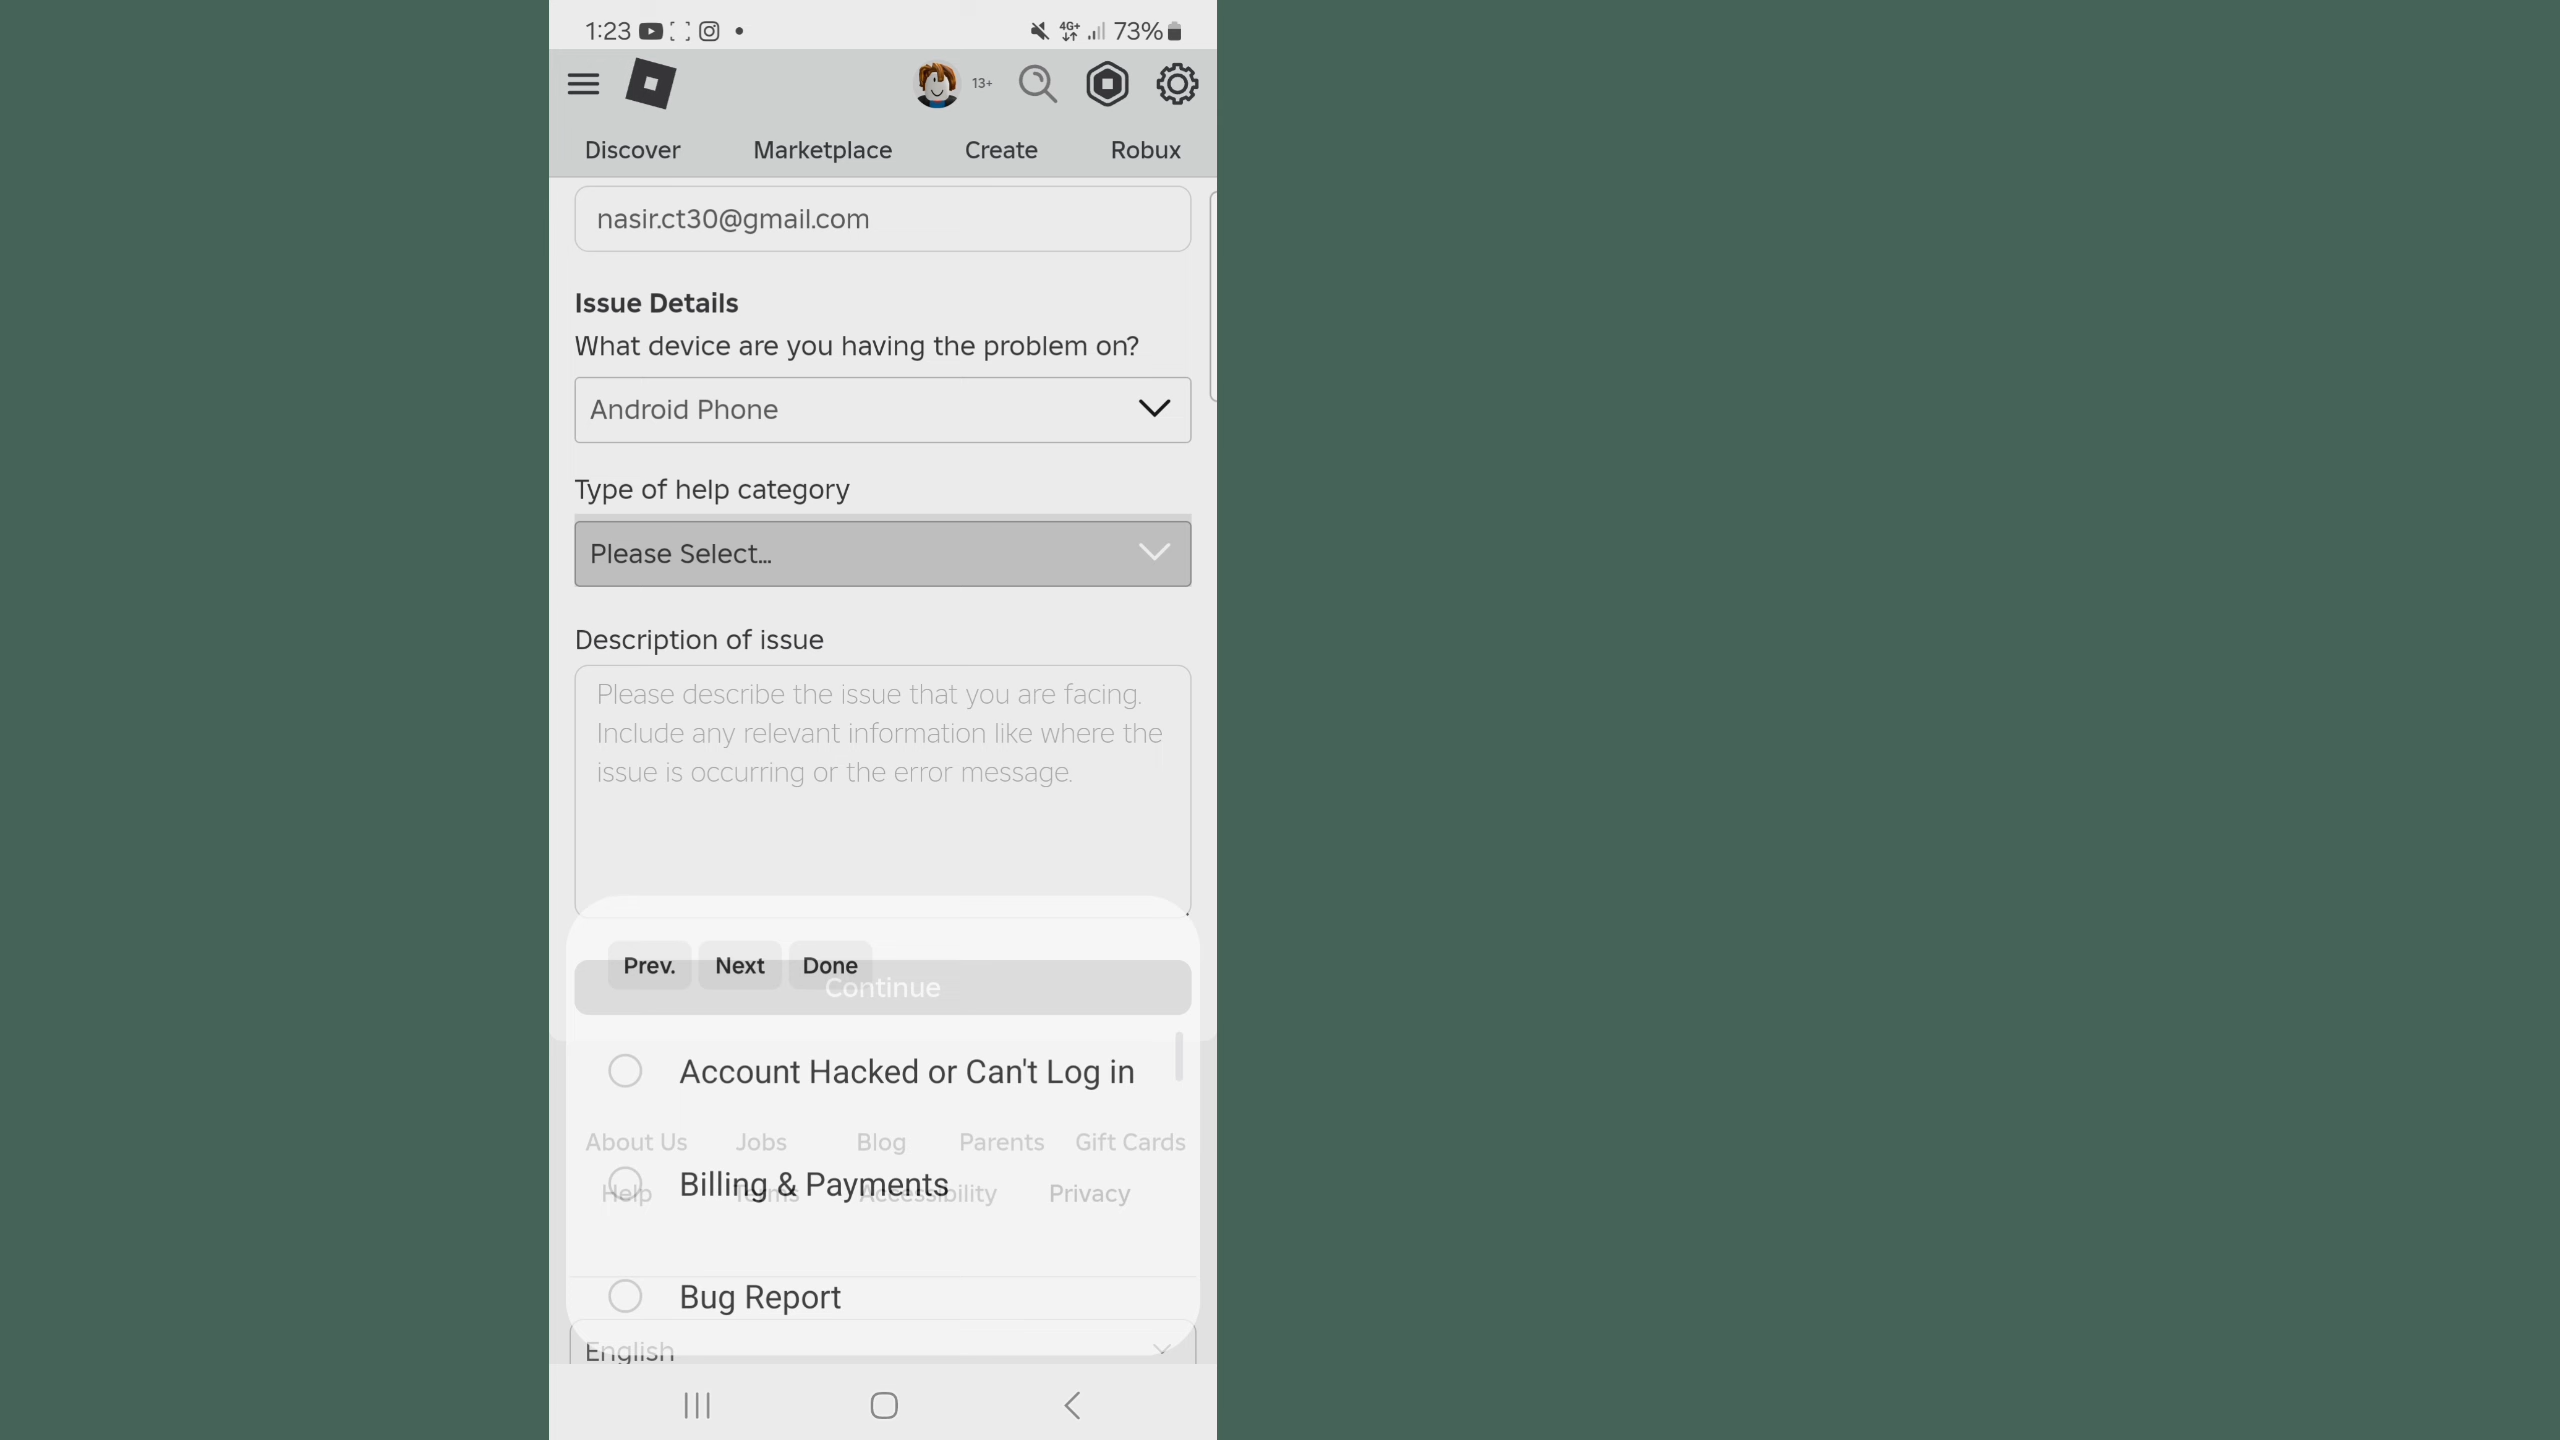 1:23
4G+ 73%
13+
Discover Marketplace Create Robux
nasir.ct30@gmail.com
Issue Details
What device are you having the problem on?
Android Phone
Type of help category
Please Select...
Description of issue
Please describe the issue that you are facing.
Include any relevant information like where the
issue is occurring or the error message.
Prev. Next Done
Continue
Account Hacked or Can't Log in
About Us Jobs Blog Parents Gift Cards
Billing & Payments
Help Terms Accessibility Privacy
Bug Report
English